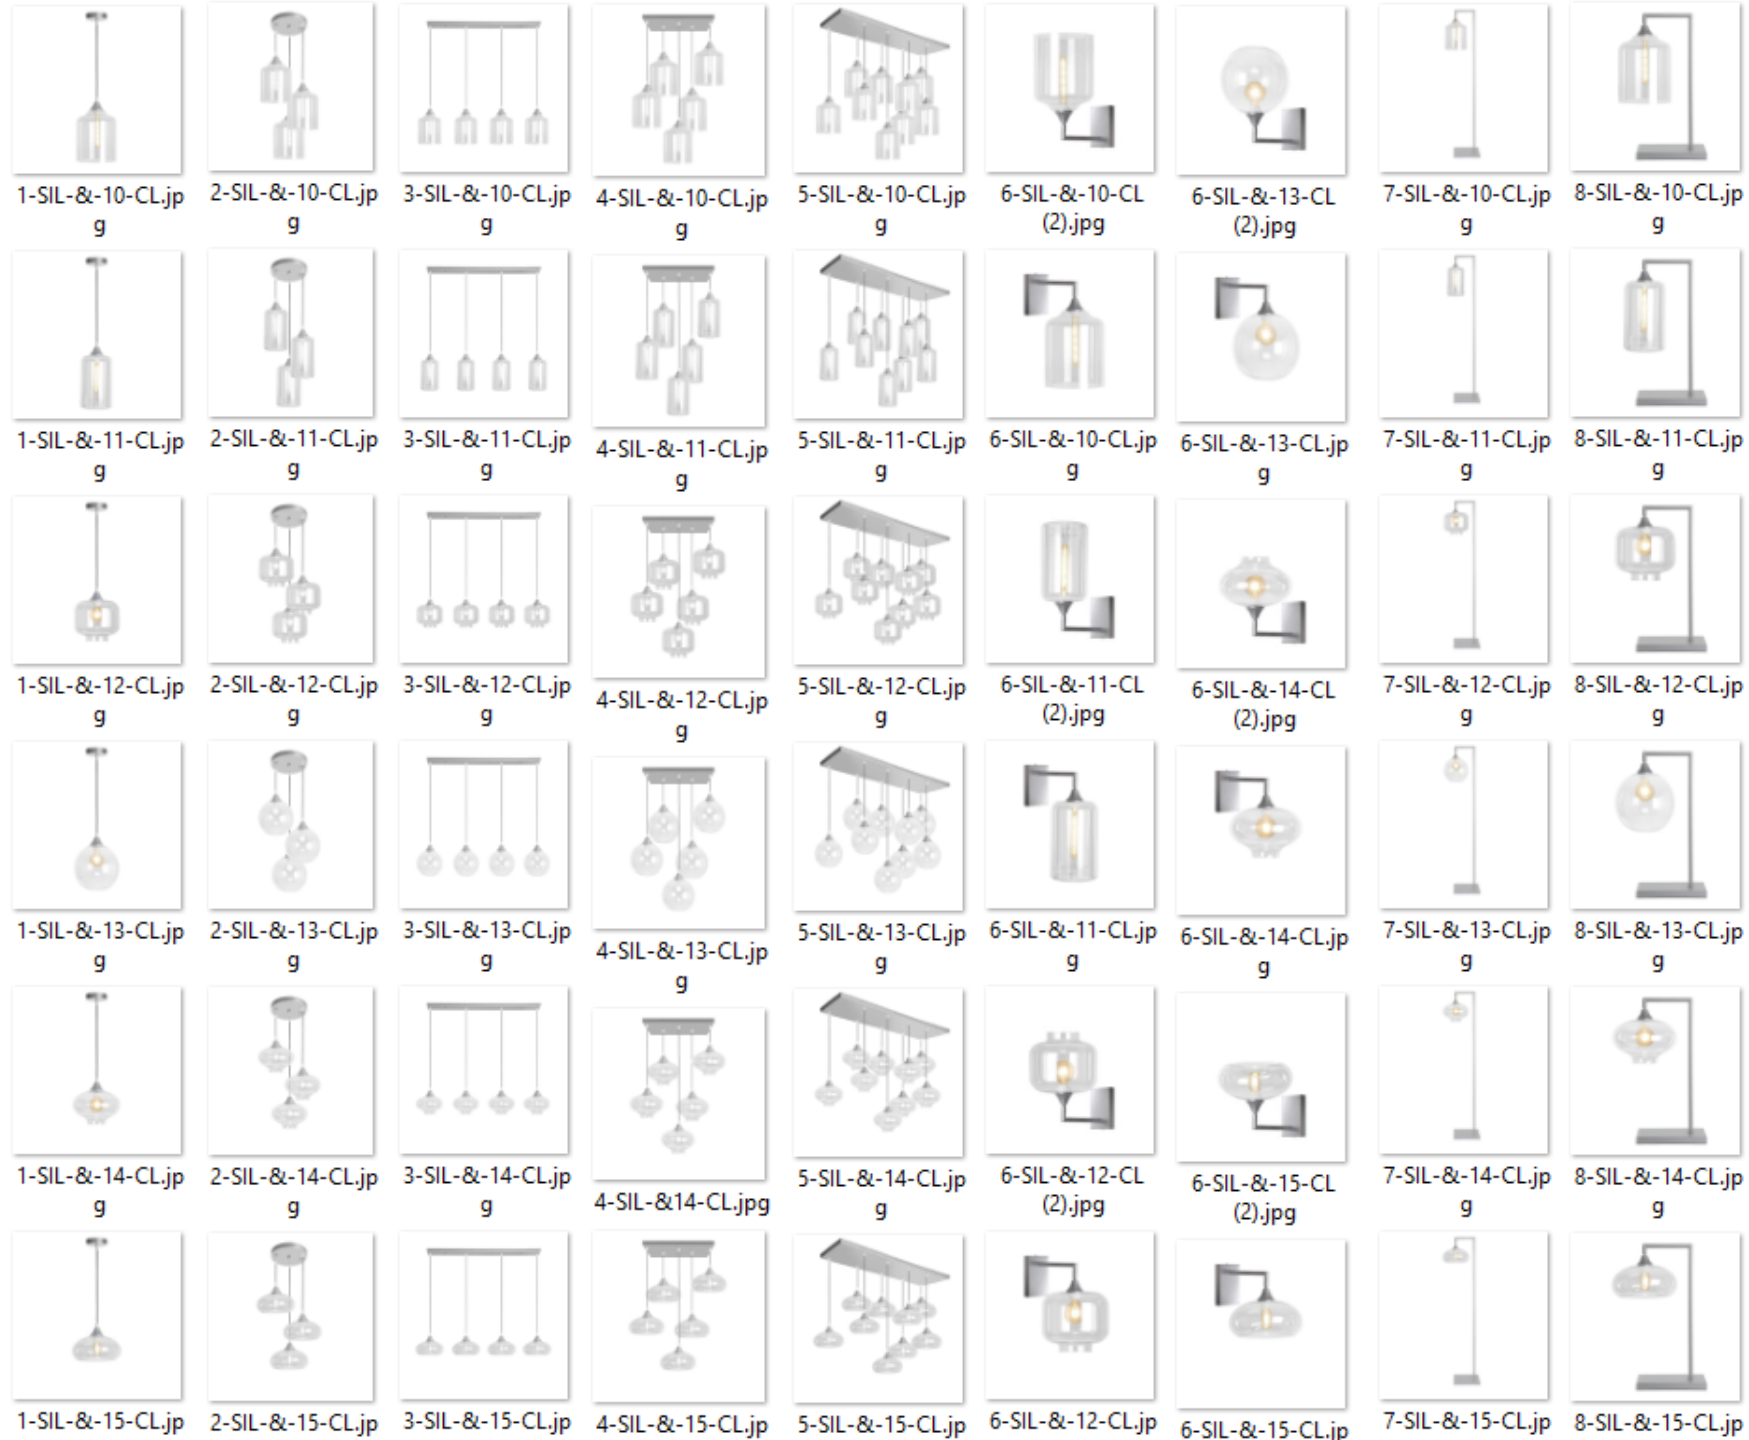 1-SIL-&-10-CL.jp
g
2-SIL-&-10-CL.jp
g
3-SIL-&-10-CL.jp
g
4-SIL-&-10-CL.jp
g
5-SIL-&-10-CL.jp
g
6-SIL-&-10-CL
(2).jpg
6-SIL-&-13-CL
(2).jpg
7-SIL-&-10-CL.jp
g
8-SIL-&-10-CL.jp
g
1-SIL-&-11-CL.jp
g
2-SIL-&-11-CL.jp
g
3-SIL-&-11-CL.jp
g
4-SIL-&-11-CL.jp
g
5-SIL-&-11-CL.jp
g
6-SIL-&-10-CL.jp
g
6-SIL-&-13-CL.jp
g
7-SIL-&-11-CL.jp
g
8-SIL-&-11-CL.jp
g
1-SIL-&-12-CL.jp
g
2-SIL-&-12-CL.jp
g
3-SIL-&-12-CL.jp
g
4-SIL-&-12-CL.jp
g
5-SIL-&-12-CL.jp
g
6-SIL-&-11-CL
(2).jpg
6-SIL-&-14-CL
(2).jpg
7-SIL-&-12-CL.jp
g
8-SIL-&-12-CL.jp
g
1-SIL-&-13-CL.jp
g
2-SIL-&-13-CL.jp
g
3-SIL-&-13-CL.jp
g
4-SIL-&-13-CL.jp
g
5-SIL-&-13-CL.jp
g
6-SIL-&-11-CL.jp
g
6-SIL-&-14-CL.jp
g
7-SIL-&-13-CL.jp
g
8-SIL-&-13-CL.jp
g
1-SIL-&-14-CL.jp
g
2-SIL-&-14-CL.jp
g
3-SIL-&-14-CL.jp
g
4-SIL-&14-CL.jpg
5-SIL-&-14-CL.jp
g
6-SIL-&-12-CL
(2).jpg
6-SIL-&-15-CL
(2).jpg
7-SIL-&-14-CL.jp
g
8-SIL-&-14-CL.jp
g
1-SIL-&-15-CL.jp
2-SIL-&-15-CL.jp
3-SIL-&-15-CL.jp
4-SIL-&-15-CL.jp
5-SIL-&-15-CL.jp
6-SIL-&-12-CL.jp
6-SIL-&-15-CL.jp
7-SIL-&-15-CL.jp
8-SIL-&-15-CL.jp